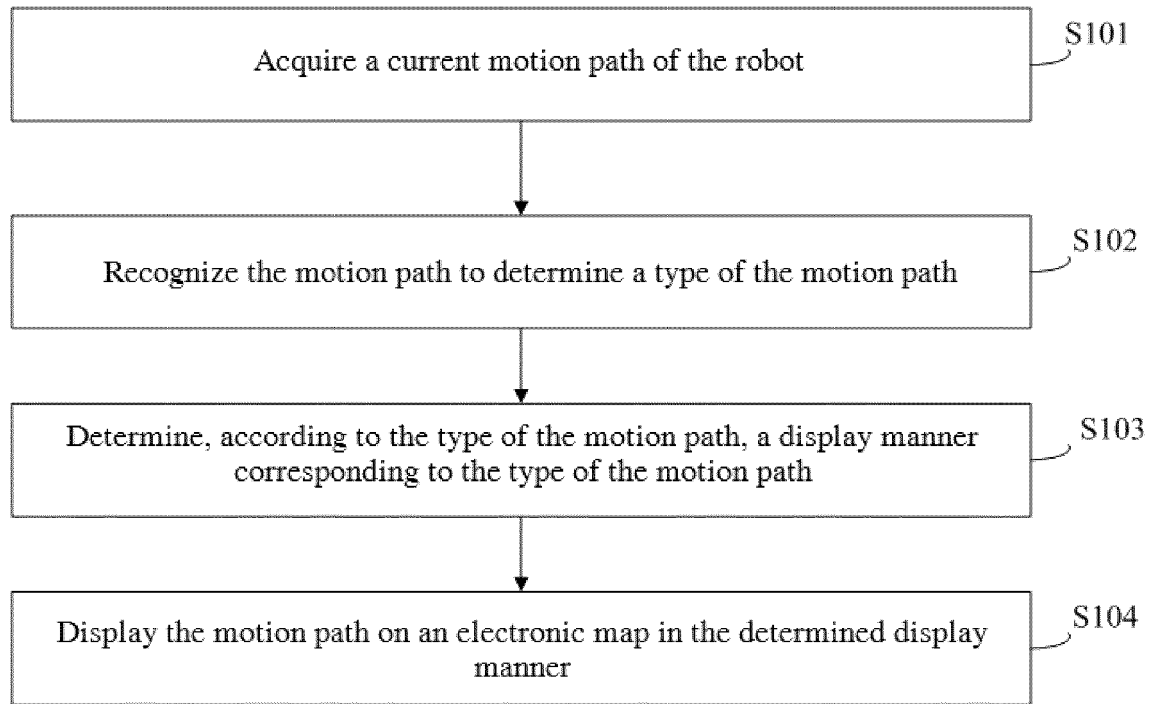 Acquire a current motion path of the robot
S101
Recognize the motion path to determine a type of the motion path
S102
Determine, according to the type of the motion path, a display manner
corresponding to the type of the motion path
S103
Display the motion path on an electronic map in the determined display
manner
S104